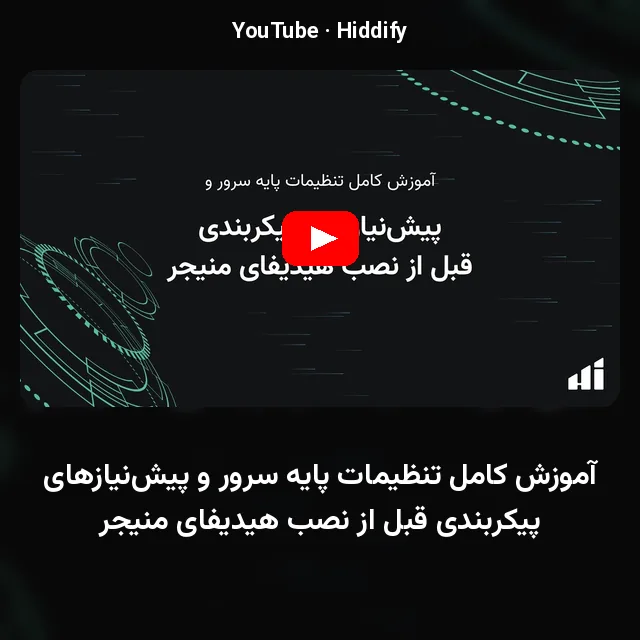 YouTube · Hiddify
آموزش کامل تنظیمات پایه سرور و
پیش‌نیا یکربندی
قبل از نصب هیدیفای منیجر
Hi
آموزش کامل تنظیمات پایه سرور و پیش‌نیازهای
پیکربندی قبل از نصب هیدیفای منیجر